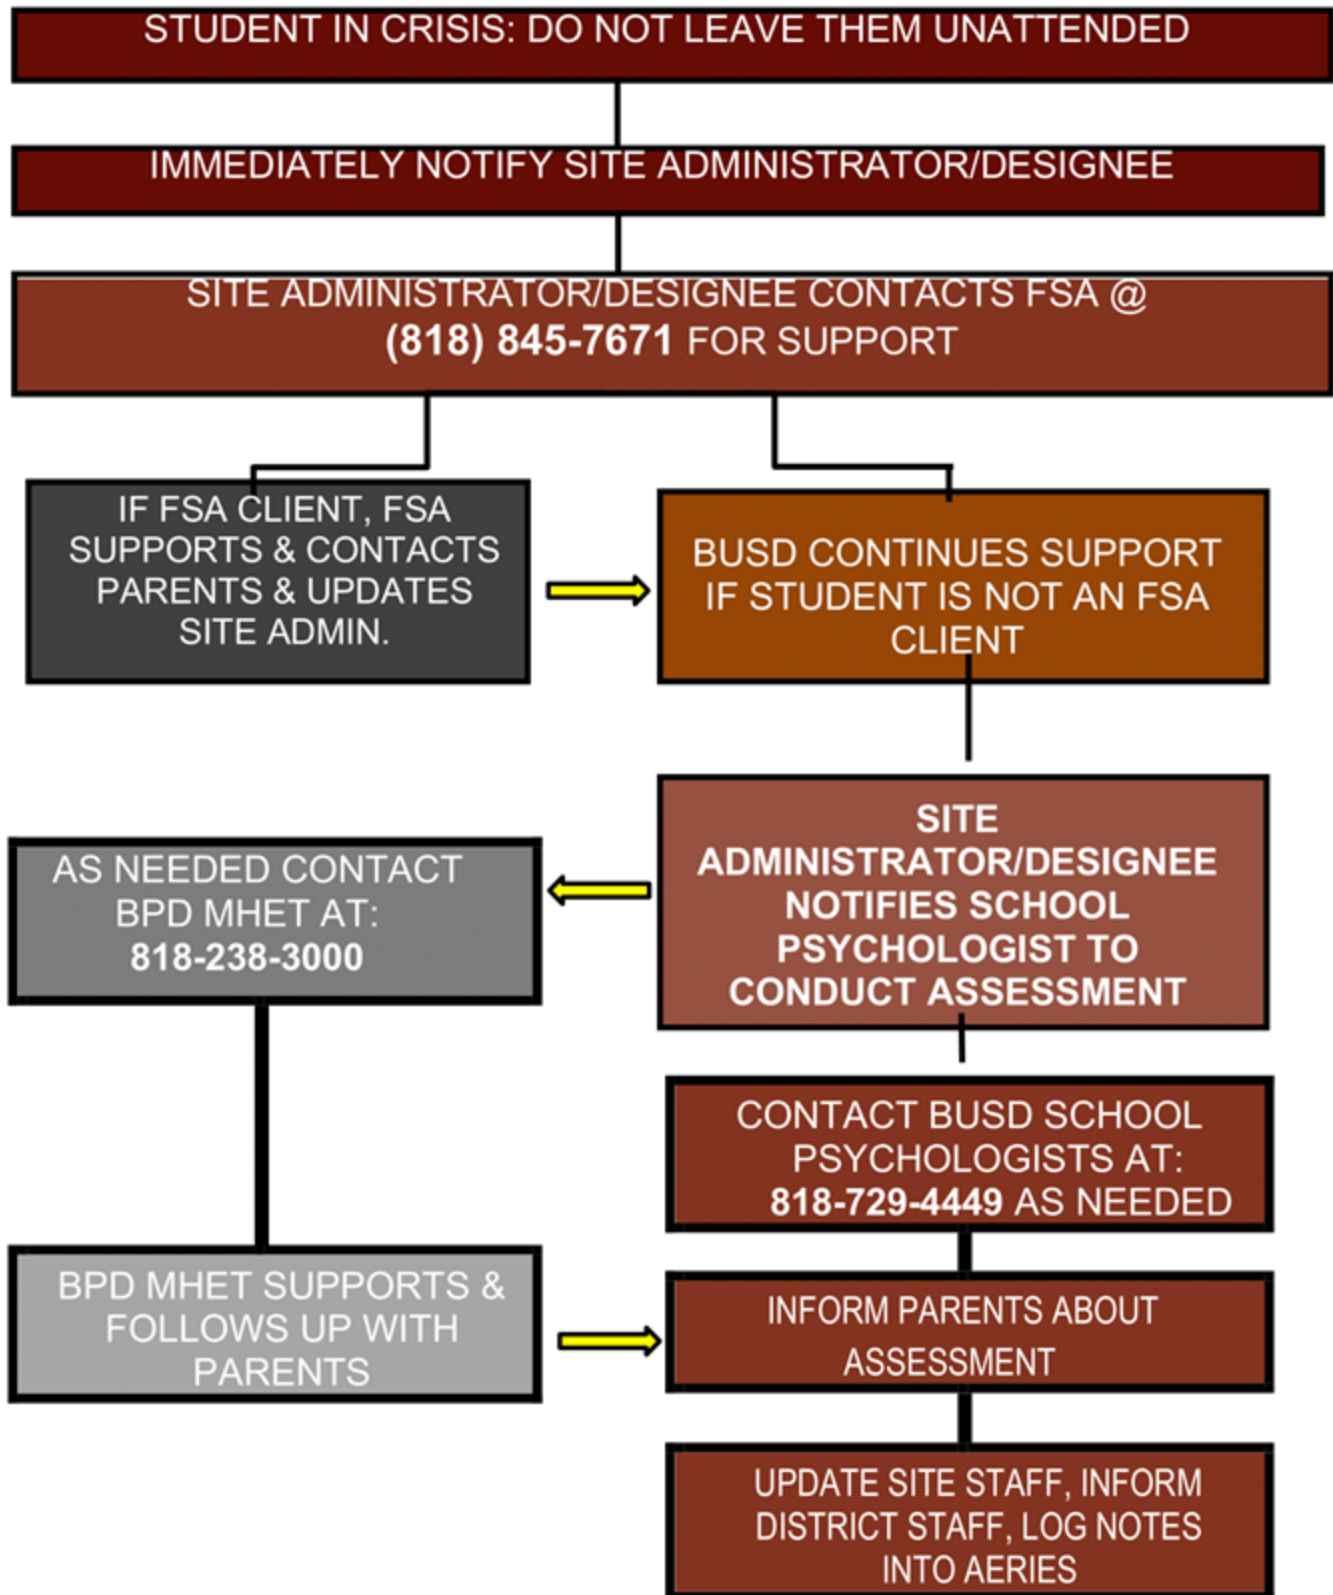 STUDENT IN CRISIS: DO NOT LEAVE THEM UNATTENDED
IMMEDIATELY NOTIFY SITE ADMINISTRATOR/DESIGNEE
SITE ADMINISTRATOR/DESIGNEE CONTACTS FSA @
(818) 845-7671 FOR SUPPORT
IF FSA CLIENT, FSA
SUPPORTS & CONTACTS
PARENTS & UPDATES
SITE ADMIN.
BUSD CONTINUES SUPPORT
IF STUDENT IS NOT AN FSA
CLIENT
SITE
ADMINISTRATOR/DESIGNEE
NOTIFIES SCHOOL
PSYCHOLOGIST TO
CONDUCT ASSESSMENT
AS NEEDED CONTACT
BPD MHET AT:
818-238-3000
CONTACT BUSD SCHOOL
PSYCHOLOGISTS AT:
818-729-4449 AS NEEDED
BPD MHET SUPPORTS &
FOLLOWS UP WITH
PARENTS
INFORM PARENTS ABOUT
ASSESSMENT
UPDATE SITE STAFF, INFORM
DISTRICT STAFF, LOG NOTES
INTO AERIES